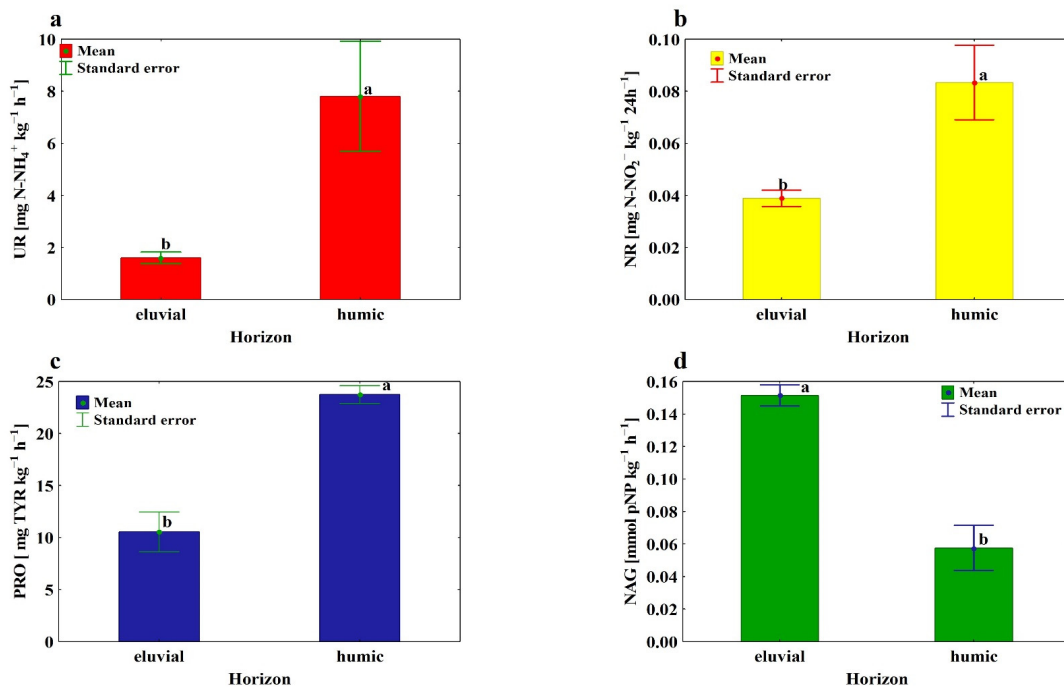 a
UR [mg N-NH₄⁺ kg⁻¹ h⁻¹]
10
8
6
4
2
0
Mean
Standard error
b
a
eluvial humic
Horizon
b
NR [mg N-NO₂⁻ kg⁻¹ 24h⁻¹]
0.10
0.08
0.06
0.04
0.02
0.00
Mean
Standard error
b
a
eluvial humic
Horizon
c
PRO [ mg TYR kg⁻¹ h⁻¹]
25
20
15
10
5
0
Mean
Standard error
b
a
eluvial humic
Horizon
d
NAG [mmol pNP kg⁻¹ h⁻¹]
0.16
0.14
0.12
0.10
0.08
0.06
0.04
0.02
0.00
Mean
Standard error
a
b
eluvial humic
Horizon